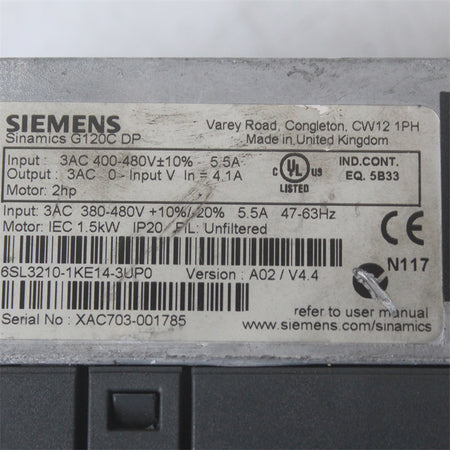 SIEMENS
Sinamics G120C DP
Varey Road, Congleton, CW12 1PH
Made in United Kingdom
Input : 3AC 400-480V±10% 5.5A
Output : 3AC 0 - Input V In = 4.1A
Motor: 2hp
C UL US
LISTED
IND.CONT.
EQ. 5B33
Input: 3AC 380-480V +10%/-20% 5.5A 47-63Hz
Motor: IEC 1.5kW IP20 FIL: Unfiltered
CE
6SL3210-1KE14-3UP0 Version : A02 / V4.4
N117
Serial No : XAC703-001785
refer to user manual
www.siemens.com/sinamics